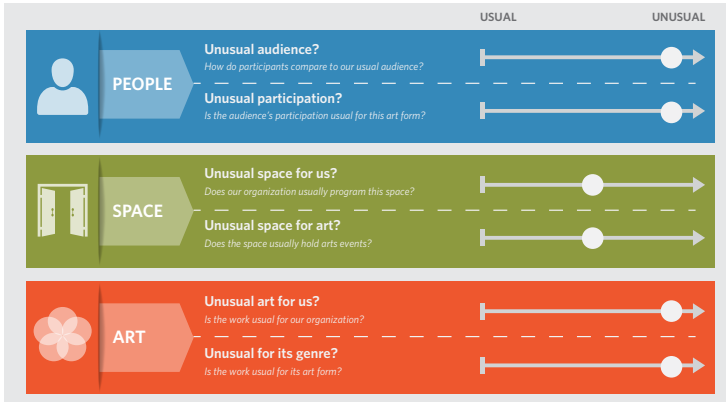 USUAL UNUSUAL
PEOPLE
Unusual audience?
How do participants compare to our usual audience?
Unusual participation?
Is the audience's participation usual for this art form?
SPACE
Unusual space for us?
Does our organization usually program this space?
Unusual space for art?
Does the space usually hold arts events?
ART
Unusual art for us?
Is the work usual for our organization?
Unusual for its genre?
Is the work usual for its art form?